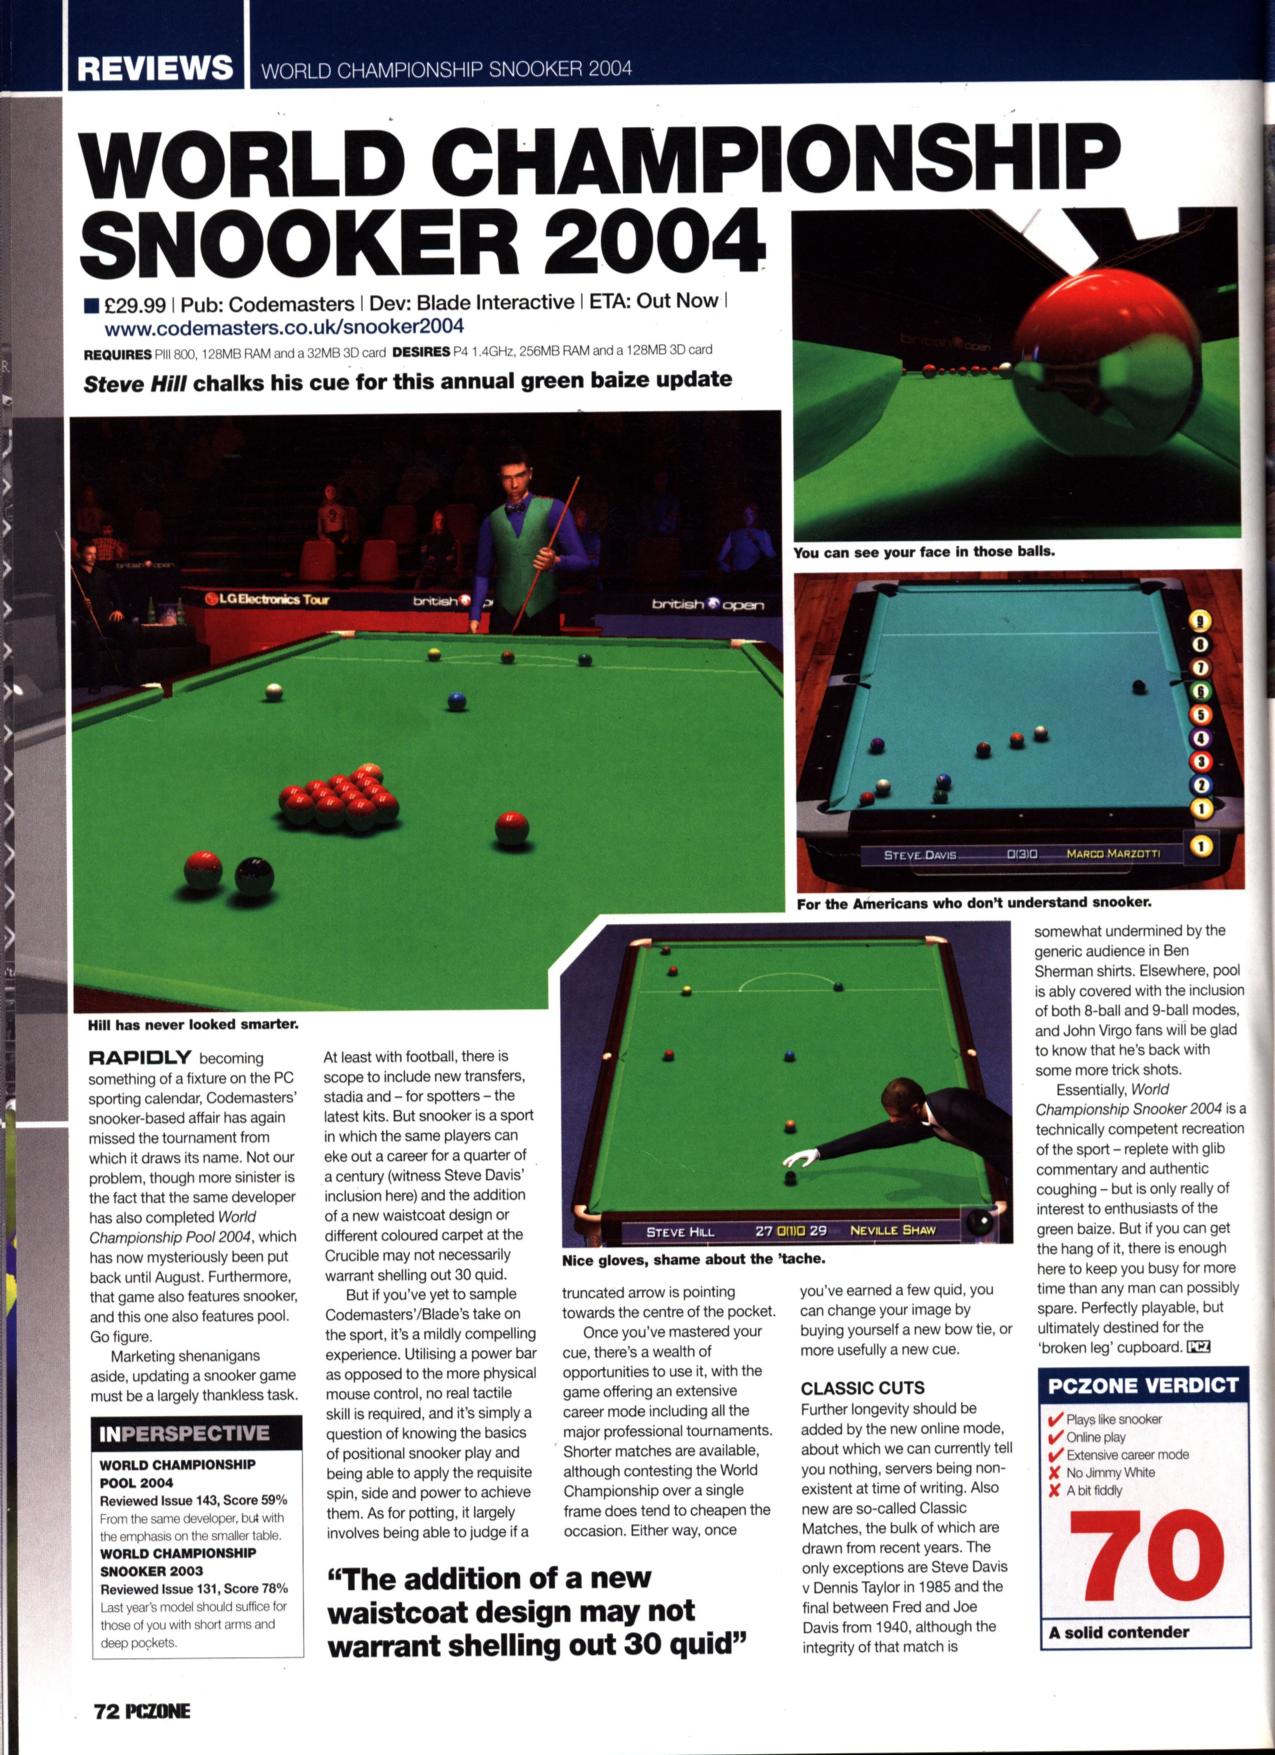 REVIEWS
WORLD CHAMPIONSHIP SNOOKER 2004
WORLD CHAMPIONSHIP
SNOOKER 2004
£29.99 | Pub: Codemasters | Dev: Blade Interactive | ETA: Out Now |
www.codemasters.co.uk/snooker2004
REQUIRES PIII 800, 128MB RAM and a 32MB 3D card DESIRES P4 1.4GHz, 256MB RAM and a 128MB 3D card
Steve Hill chalks his cue for this annual green baize update
british open
You can see your face in those balls.
british open
LG Electronics Tour
british
british open
9
8
7
6
5
4
3
2
1
STEVE DAVIS 0(3)0 MARCO MARZOTTI
1
For the Americans who don't understand snooker.
Hill has never looked smarter.
STEVE HILL 27 0(1)0 29 NEVILLE SHAW
Nice gloves, shame about the 'tache.
RAPIDLY becoming
something of a fixture on the PC
sporting calendar, Codemasters'
snooker-based affair has again
missed the tournament from
which it draws its name. Not our
problem, though more sinister is
the fact that the same developer
has also completed World
Championship Pool 2004, which
has now mysteriously been put
back until August. Furthermore,
that game also features snooker,
and this one also features pool.
Go figure.
Marketing shenanigans
aside, updating a snooker game
must be a largely thankless task.
INPERSPECTIVE
WORLD CHAMPIONSHIP
POOL 2004
Reviewed Issue 143, Score 59%
From the same developer, but with
the emphasis on the smaller table.
WORLD CHAMPIONSHIP
SNOOKER 2003
Reviewed Issue 131, Score 78%
Last year's model should suffice for
those of you with short arms and
deep pockets.
At least with football, there is
scope to include new transfers,
stadia and – for spotters – the
latest kits. But snooker is a sport
in which the same players can
eke out a career for a quarter of
a century (witness Steve Davis'
inclusion here) and the addition
of a new waistcoat design or
different coloured carpet at the
Crucible may not necessarily
warrant shelling out 30 quid.
But if you've yet to sample
Codemasters'/Blade's take on
the sport, it's a mildly compelling
experience. Utilising a power bar
as opposed to the more physical
mouse control, no real tactile
skill is required, and it's simply a
question of knowing the basics
of positional snooker play and
being able to apply the requisite
spin, side and power to achieve
them. As for potting, it largely
involves being able to judge if a
"The addition of a new
waistcoat design may not
warrant shelling out 30 quid"
truncated arrow is pointing
towards the centre of the pocket.
Once you've mastered your
cue, there's a wealth of
opportunities to use it, with the
game offering an extensive
career mode including all the
major professional tournaments.
Shorter matches are available,
although contesting the World
Championship over a single
frame does tend to cheapen the
occasion. Either way, once
you've earned a few quid, you
can change your image by
buying yourself a new bow tie, or
more usefully a new cue.
CLASSIC CUTS
Further longevity should be
added by the new online mode,
about which we can currently tell
you nothing, servers being non-
existent at time of writing. Also
new are so-called Classic
Matches, the bulk of which are
drawn from recent years. The
only exceptions are Steve Davis
v Dennis Taylor in 1985 and the
final between Fred and Joe
Davis from 1940, although the
integrity of that match is
somewhat undermined by the
generic audience in Ben
Sherman shirts. Elsewhere, pool
is ably covered with the inclusion
of both 8-ball and 9-ball modes,
and John Virgo fans will be glad
to know that he's back with
some more trick shots.
Essentially, World
Championship Snooker 2004 is a
technically competent recreation
of the sport – replete with glib
commentary and authentic
coughing – but is only really of
interest to enthusiasts of the
green baize. But if you can get
the hang of it, there is enough
here to keep you busy for more
time than any man can possibly
spare. Perfectly playable, but
ultimately destined for the
'broken leg' cupboard. PCZ
PCZONE VERDICT
Plays like snooker
Online play
Extensive career mode
No Jimmy White
A bit fiddly
70
A solid contender
72 PCZONE